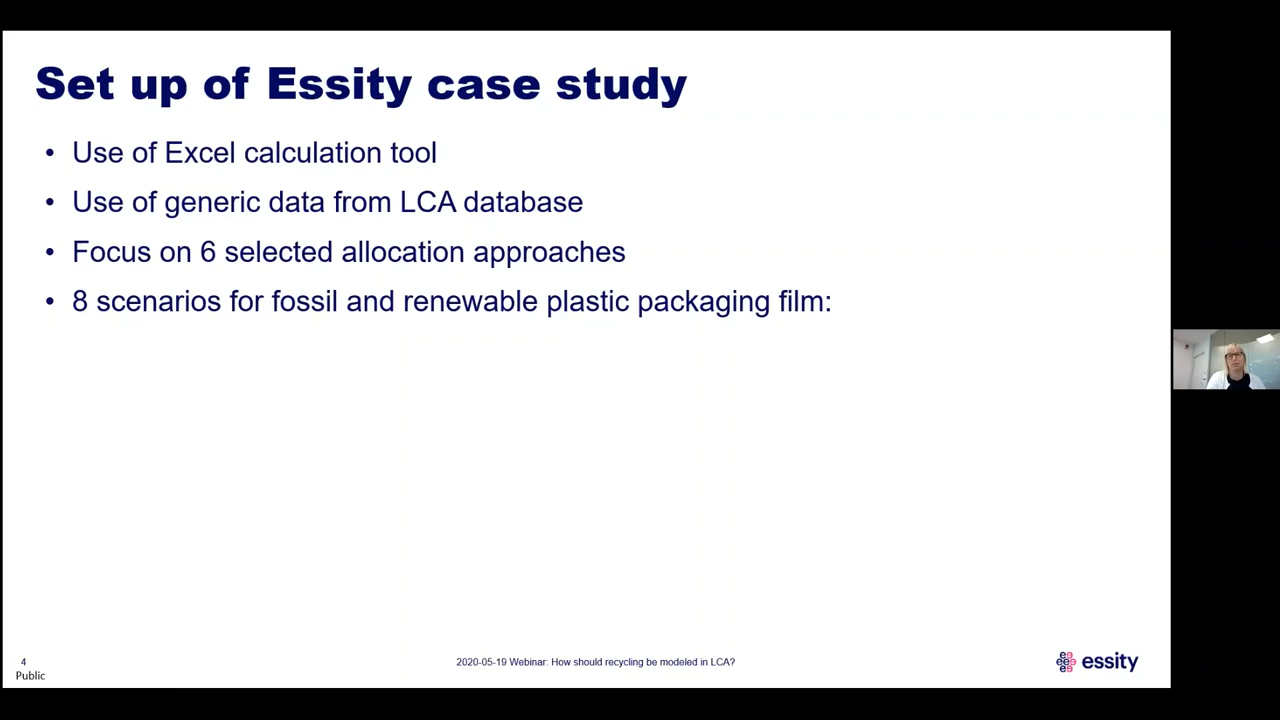 Set up of Essity case study
• Use of Excel calculation tool
• Use of generic data from LCA database
• Focus on 6 selected allocation approaches
• 8 scenarios for fossil and renewable plastic packaging film:
4
Public
2020-05-19 Webinar: How should recycling be modeled in LCA?
essity